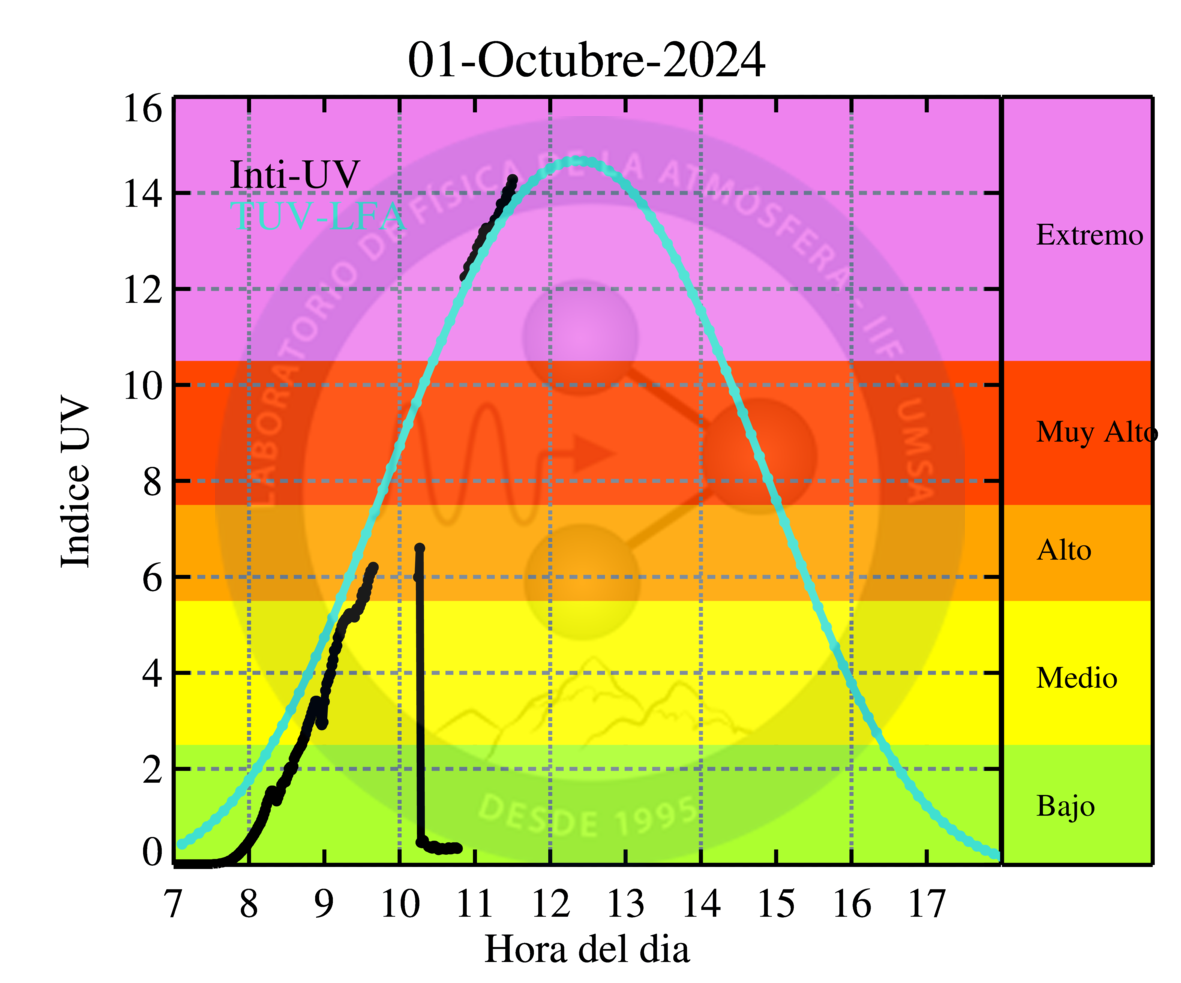 01-Octubre-2024
16
14
12
10
8
6
4
2
0
Indice UV
Inti-UV
TUV-LFA
LABORATORIO DE FÍSICA DE LA ATMÓSFERA - IIF - UMSA
DESDE 1995
Extremo
Muy Alto
Alto
Medio
Bajo
7 8 9 10 11 12 13 14 15 16 17
Hora del dia